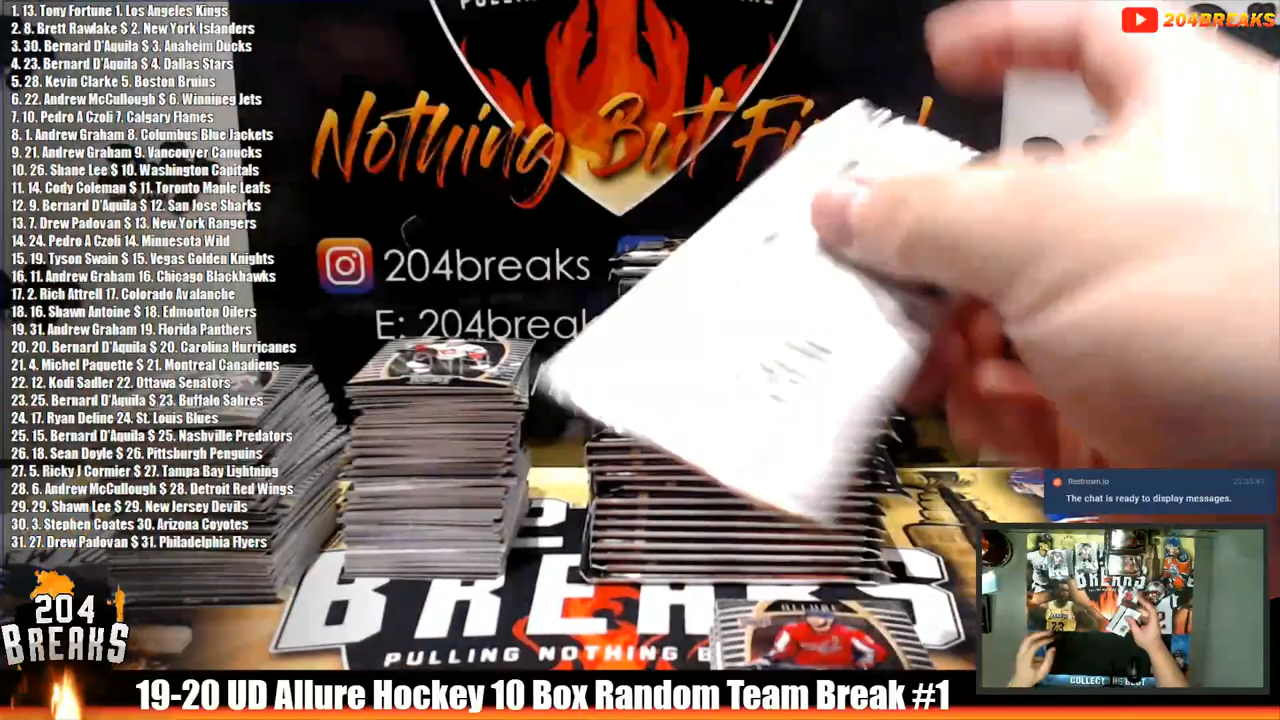 1. 13. Tony Fortune 1. Los Angeles Kings
2. 8. Brett Rawlake $ 2. New York Islanders
3. 30. Bernard D'Aquila $ 3. Anaheim Ducks
4. 23. Bernard D'Aquila $ 4. Dallas Stars
5. 28. Kevin Clarke 5. Boston Bruins
6. 22. Andrew McCullough $ 6. Winnipeg Jets
7. 10. Pedro A Czoli 7. Calgary Flames
8. 1. Andrew Graham 8. Columbus Blue Jackets
9. 21. Andrew Graham 9. Vancouver Canucks
10. 26. Shane Lee $ 10. Washington Capitals
11. 14. Cody Coleman $ 11. Toronto Maple Leafs
12. 9. Bernard D'Aquila $ 12. San Jose Sharks
13. 7. Drew Padovan $ 13. New York Rangers
14. 24. Pedro A Czoli 14. Minnesota Wild
15. 19. Tyson Swain $ 15. Vegas Golden Knights
16. 11. Andrew Graham 16. Chicago Blackhawks
17. 2. Rich Attrell 17. Colorado Avalanche
18. 16. Shawn Antoine $ 18. Edmonton Oilers
19. 31. Andrew Graham 19. Florida Panthers
20. 20. Bernard D'Aquila $ 20. Carolina Hurricanes
21. 4. Michel Paquette $ 21. Montreal Canadiens
22. 12. Kodi Sadler 22. Ottawa Senators
23. 25. Bernard D'Aquila $ 23. Buffalo Sabres
24. 17. Ryan Deline 24. St. Louis Blues
25. 15. Bernard D'Aquila $ 25. Nashville Predators
26. 18. Sean Doyle $ 26. Pittsburgh Penguins
27. 5. Ricky J Cormier $ 27. Tampa Bay Lightning
28. 6. Andrew McCullough $ 28. Detroit Red Wings
29. 29. Shawn Lee $ 29. New Jersey Devils
30. 3. Stephen Coates 30. Arizona Coyotes
31. 27. Drew Padovan $ 31. Philadelphia Flyers
204BREAKS
Nothing But Fi
204breaks
E: 204break
BREAKS
PULLING NOTHING B
ALLURE
Restream.io
The chat is ready to display messages.
BREAKS
23
204
BREAKS
19-20 UD Allure Hockey 10 Box Random Team Break #1